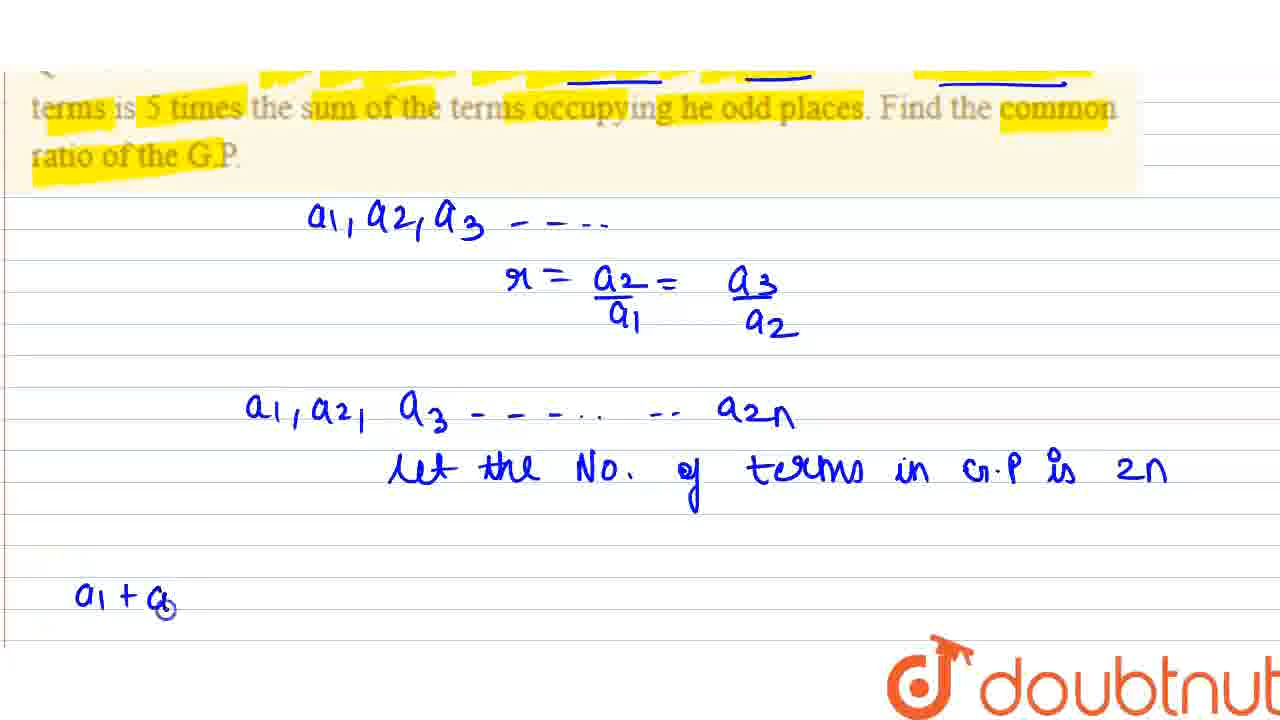 terms is 5 times the sum of the terms occupying he odd places. Find the common
ratio of the G.P.
a1, a2, a3 - - - ..
r = a2/a1 = a3/a2
a1, a2, a3 - - - .. -- a2n
Let the No. of terms in G.P is 2n
a1 + a
doubtnut